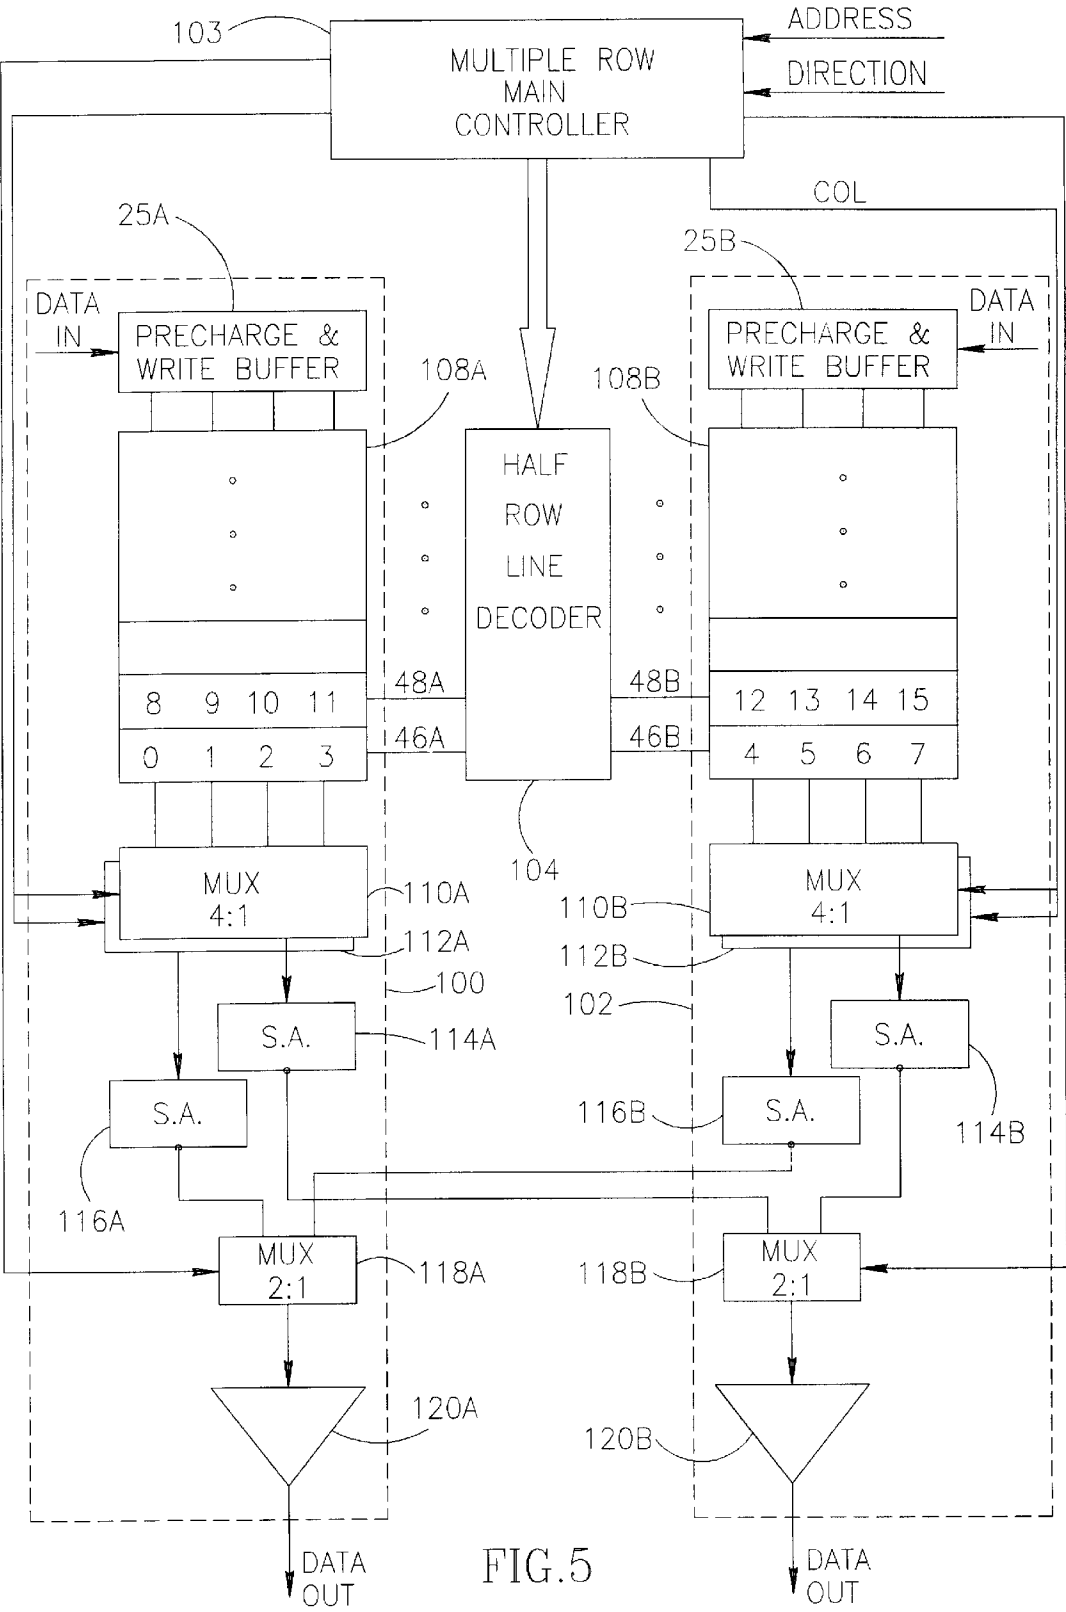 103
MULTIPLE ROW
MAIN
CONTROLLER
ADDRESS
DIRECTION
COL
25A
25B
DATA
IN
PRECHARGE &
WRITE BUFFER
PRECHARGE &
WRITE BUFFER
DATA
IN
108A
108B
HALF
ROW
LINE
DECODER
8 9 10 11
48A
48B
12 13 14 15
0 1 2 3
46A
46B
4 5 6 7
104
MUX
4:1
110A
110B
MUX
4:1
112A
112B
100
102
S.A.
114A
S.A.
S.A.
116B
S.A.
114B
116A
MUX
2:1
118A
118B
MUX
2:1
120A
120B
DATA
OUT
FIG.5
DATA
OUT